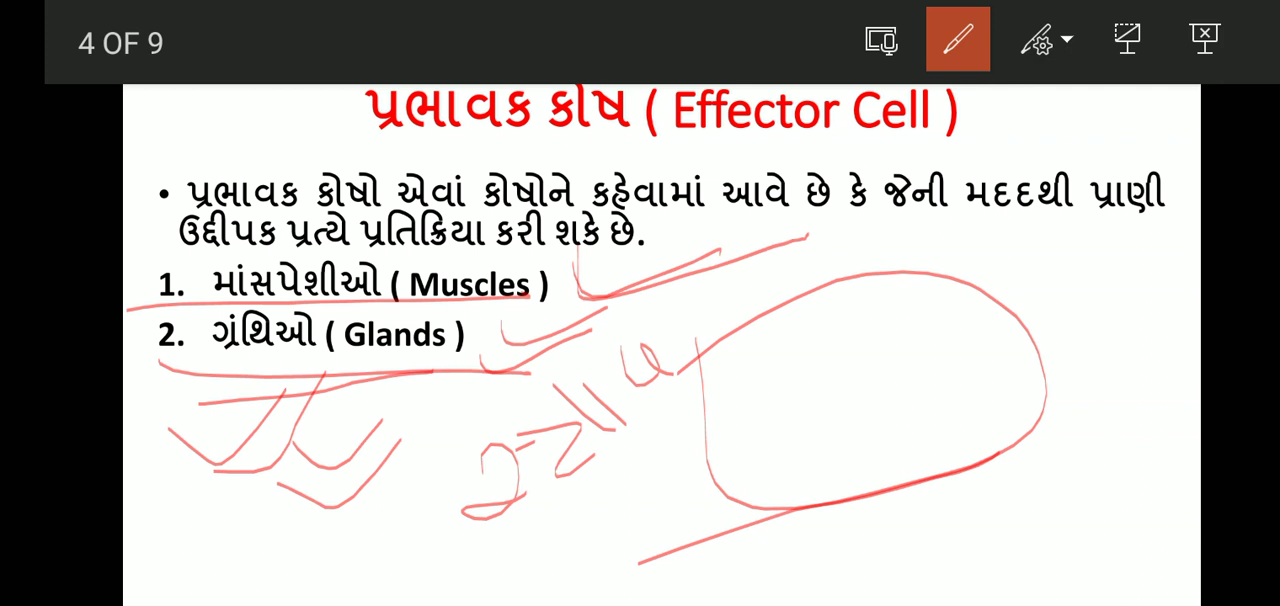 4 OF 9
પ્રભાવક કોષ ( Effector Cell )
• પ્રભાવક કોષો એવાં કોષોને કહેવામાં આવે છે કે જેની મદદથી પ્રાણી
ઉદ્દીપક પ્રત્યે પ્રતિક્રિયા કરી શકે છે.
1. માંસપેશીઓ ( Muscles )
2. ગ્રંથિઓ ( Glands )